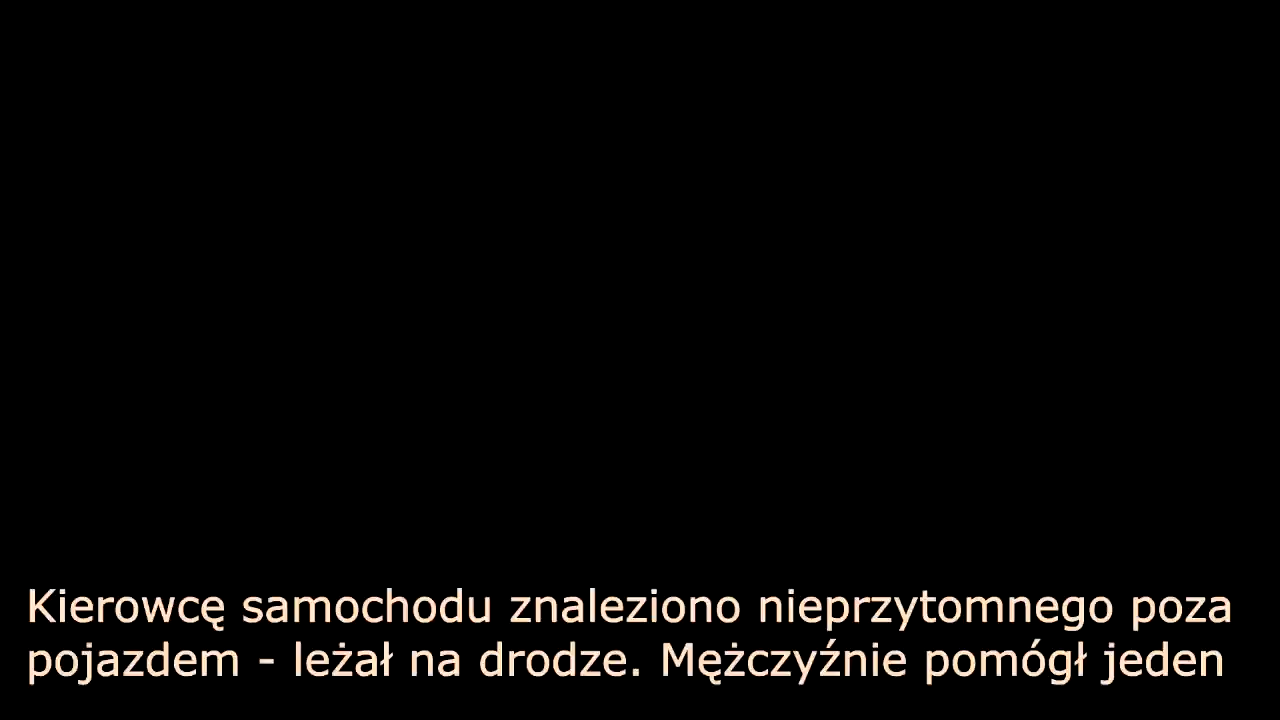 Kierowcę samochodu znaleziono nieprzytomnego poza
pojazdem - leżał na drodze. Mężczyźnie pomógł jeden